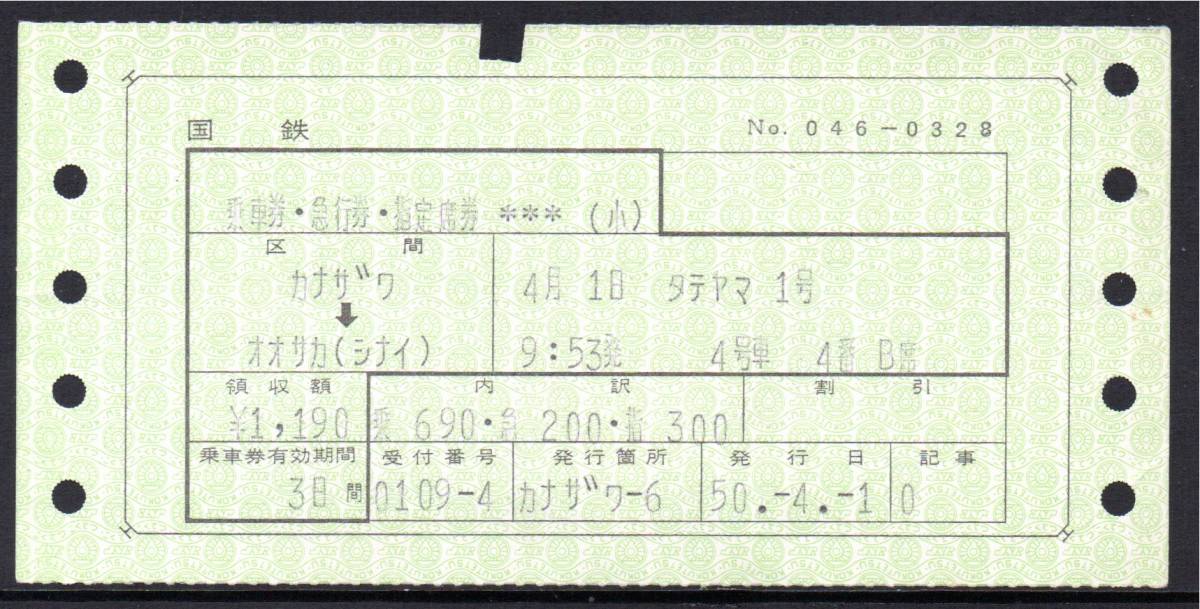 国鉄
No. 046-0328
乗車券・急行券・指定席券 *** (小)
区間
カナザワ
4月 1日 タテヤマ 1号
↓
オオサカ(シナイ)
9:53発 4号車 4番 B席
領収額 内訳 割引
¥1,190 乗 690・急 200・指 300
乗車券有効期間 受付番号 発行箇所 発行日 記事
3日間 0109-4 カナザワ-6 50.-4.-1 0